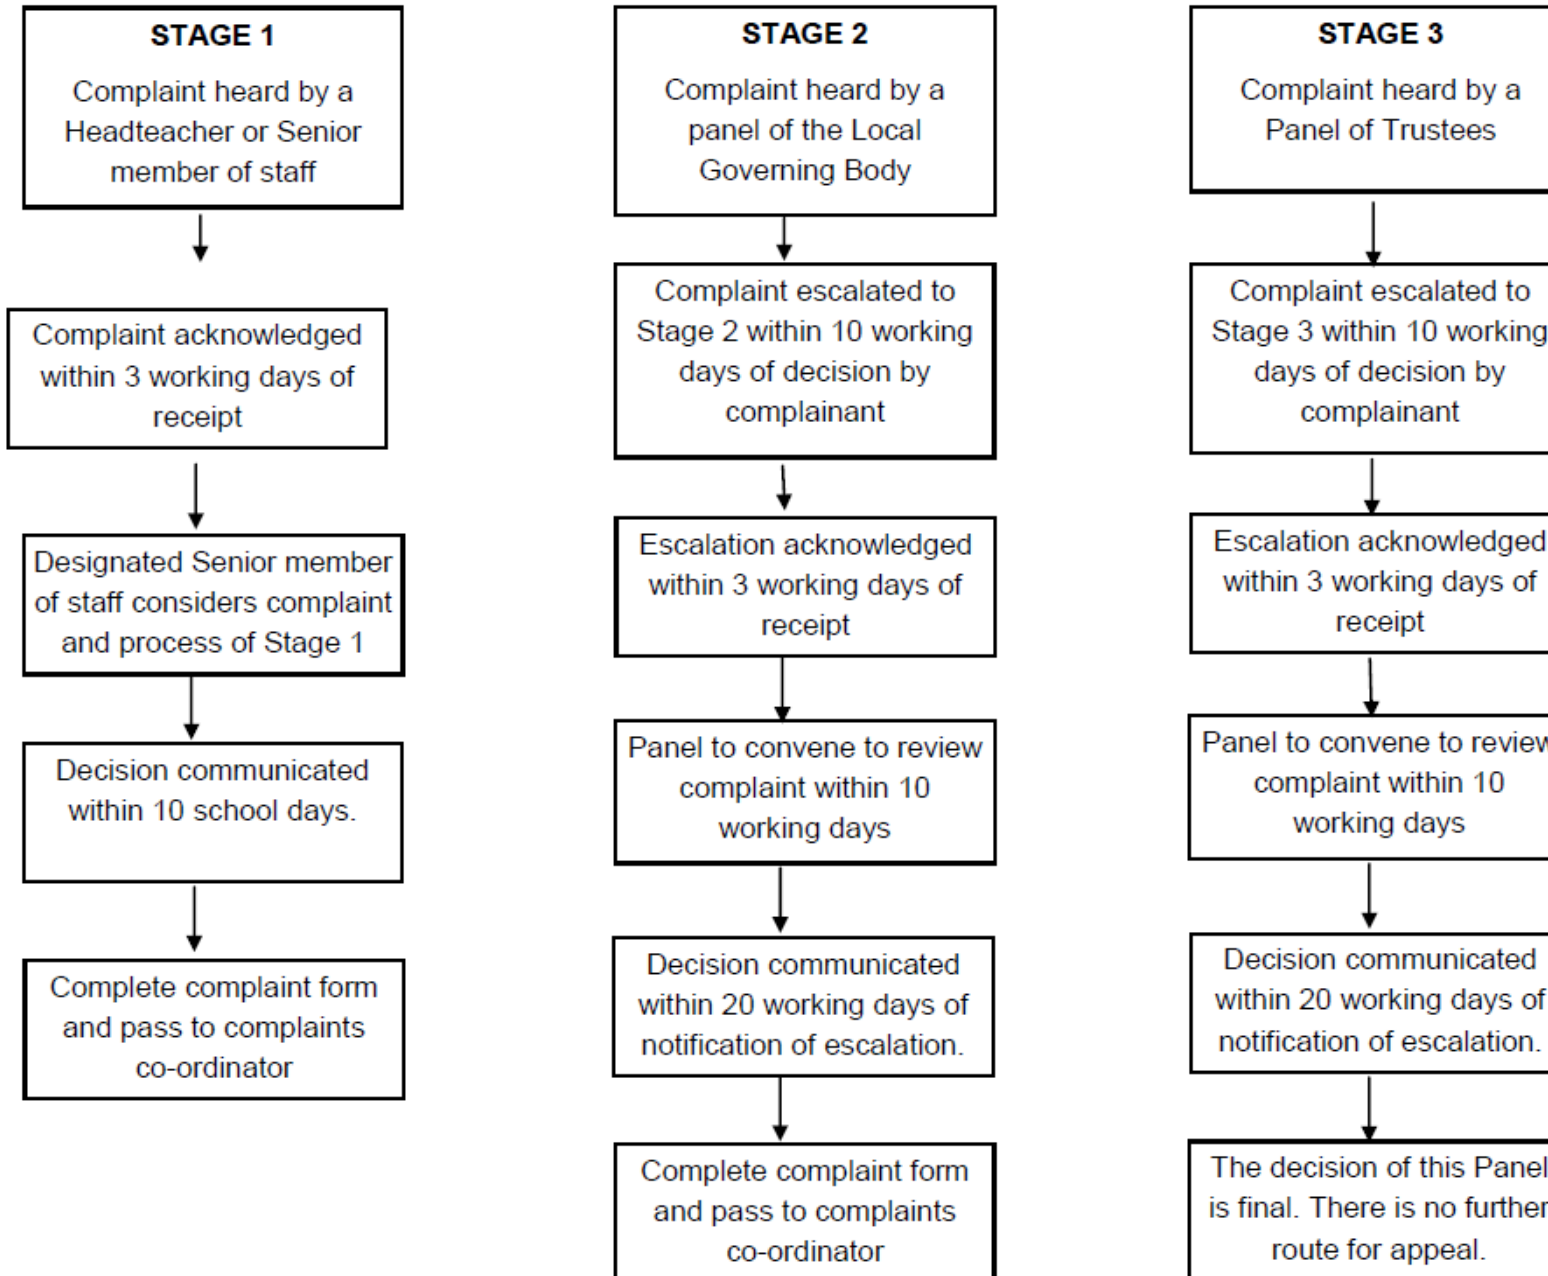 STAGE 1
Complaint heard by a
Headteacher or Senior
member of staff
Complaint acknowledged
within 3 working days of
receipt
Designated Senior member
of staff considers complaint
and process of Stage 1
Decision communicated
within 10 school days.
Complete complaint form
and pass to complaints
co-ordinator
STAGE 2
Complaint heard by a
panel of the Local
Governing Body
Complaint escalated to
Stage 2 within 10 working
days of decision by
complainant
Escalation acknowledged
within 3 working days of
receipt
Panel to convene to review
complaint within 10
working days
Decision communicated
within 20 working days of
notification of escalation.
Complete complaint form
and pass to complaints
co-ordinator
STAGE 3
Complaint heard by a
Panel of Trustees
Complaint escalated to
Stage 3 within 10 working
days of decision by
complainant
Escalation acknowledged
within 3 working days of
receipt
Panel to convene to review
complaint within 10
working days
Decision communicated
within 20 working days of
notification of escalation.
The decision of this Panel
is final. There is no further
route for appeal.